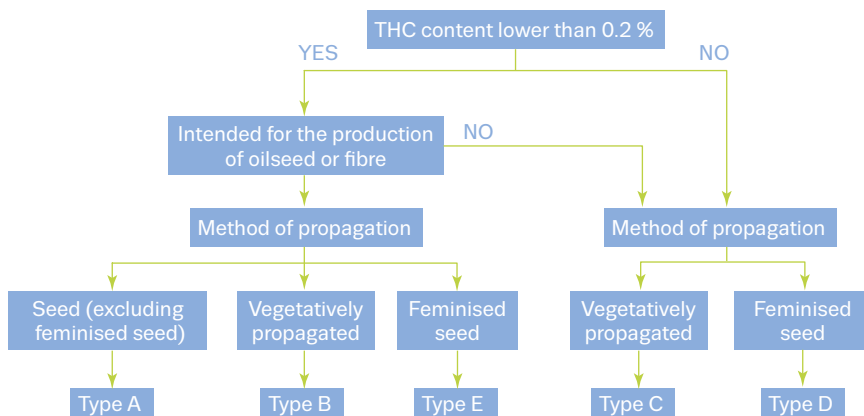 THC content lower than 0.2 %
YES
NO
Intended for the production
of oilseed or fibre
NO
Method of propagation
Method of propagation
Seed (excluding
feminised seed)
Vegetatively
propagated
Feminised
seed
Vegetatively
propagated
Feminised
seed
Type A
Type B
Type E
Type C
Type D